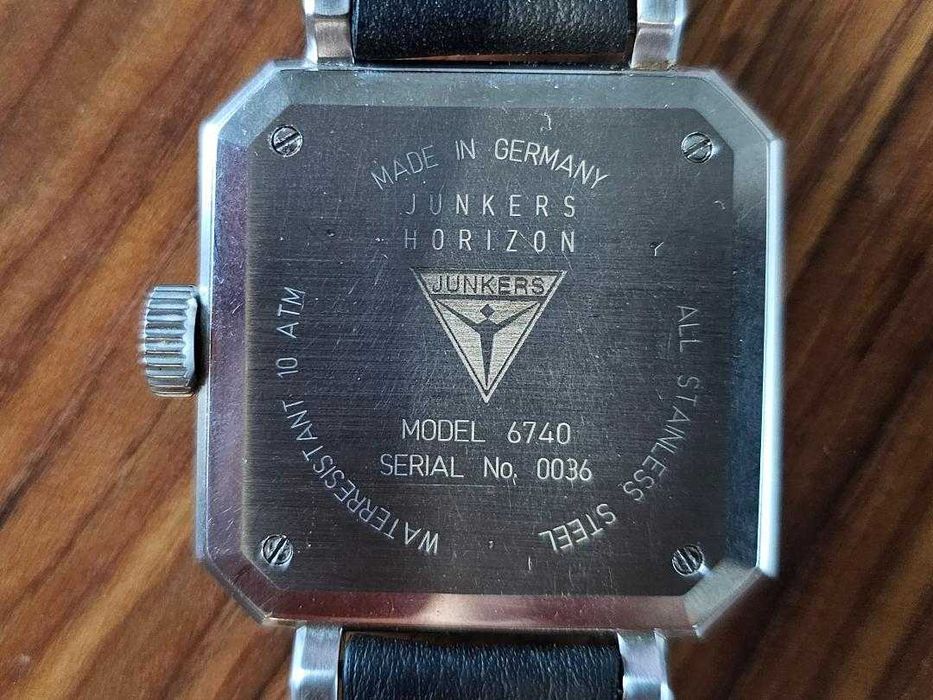 MADE IN GERMANY
JUNKERS
HORIZON
JUNKERS
MODEL 6740
SERIAL No. 0036
WATERRESISTANT 10 ATM
ALL STAINLESS STEEL